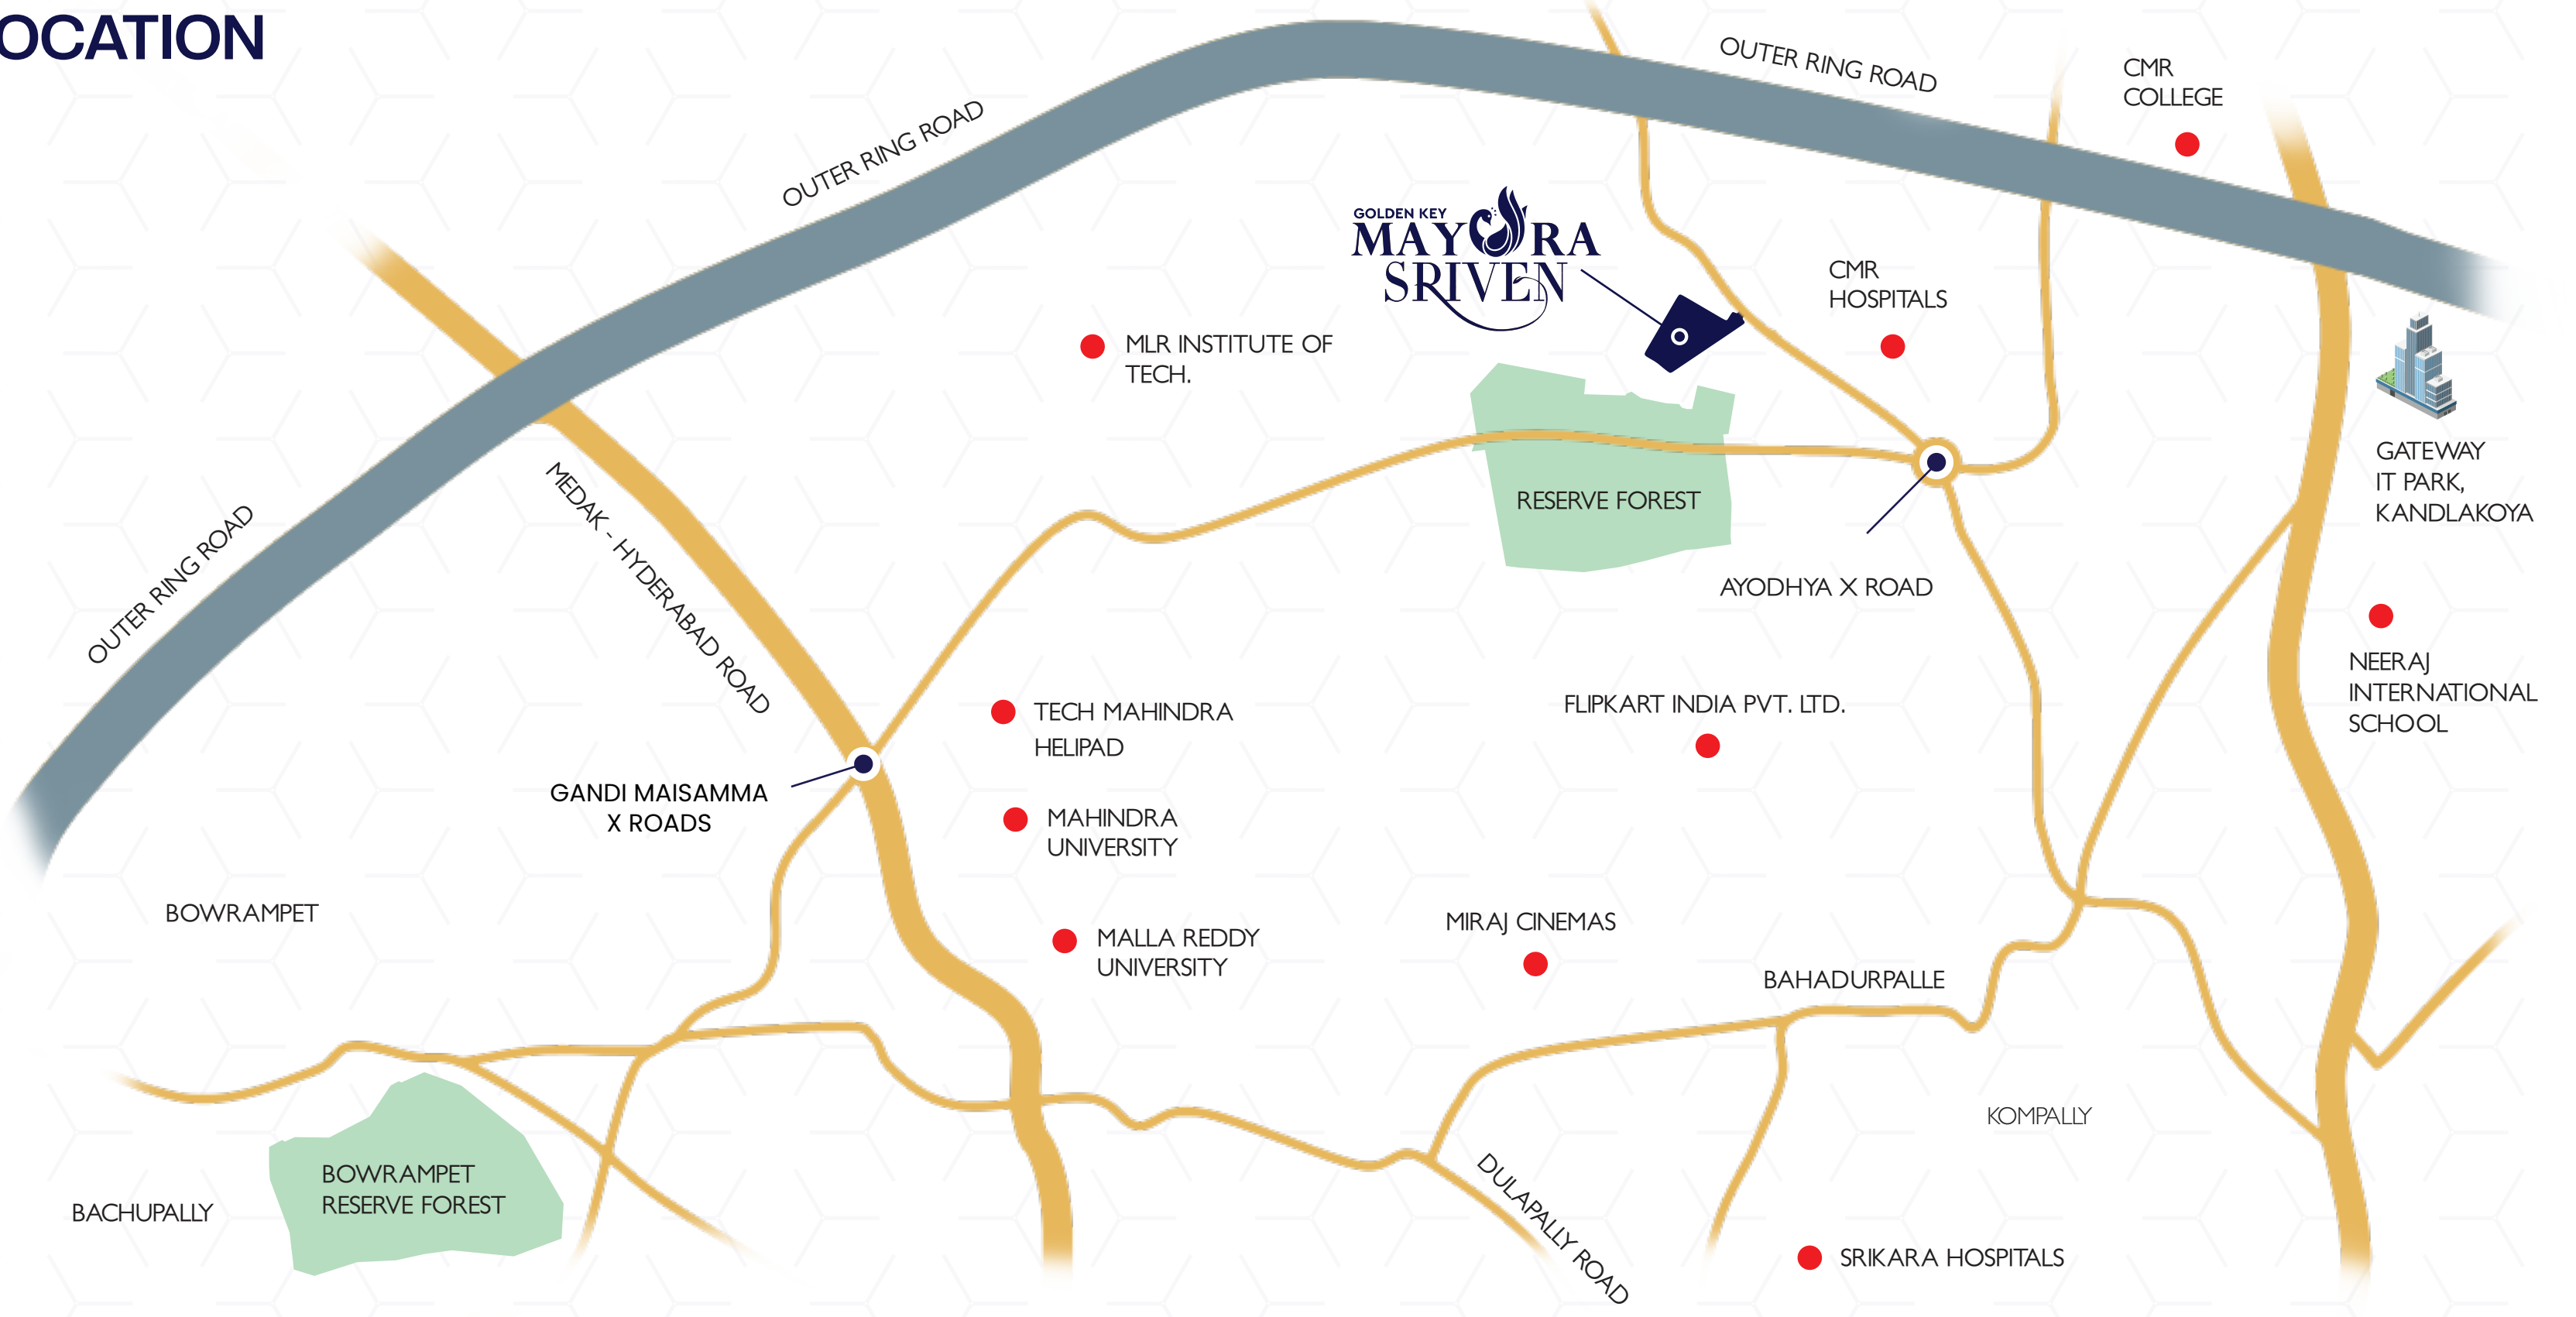 OCATION
OUTER RING ROAD
CMR
COLLEGE
OUTER RING ROAD
GOLDEN KEY
MAYURA
SRIVEN
CMR
HOSPITALS
MLR INSTITUTE OF
TECH.
GATEWAY
IT PARK,
KANDLAKOYA
MEDAK - HYDERABAD ROAD
RESERVE FOREST
OUTER RING ROAD
AYODHYA X ROAD
NEERAJ
INTERNATIONAL
SCHOOL
TECH MAHINDRA
HELIPAD
FLIPKART INDIA PVT. LTD.
GANDI MAISAMMA
X ROADS
MAHINDRA
UNIVERSITY
BOWRAMPET
MALLA REDDY
UNIVERSITY
MIRAJ CINEMAS
BAHADURPALLE
KOMPALLY
BOWRAMPET
RESERVE FOREST
BACHUPALLY
DULAPALLY ROAD
SRIKARA HOSPITALS